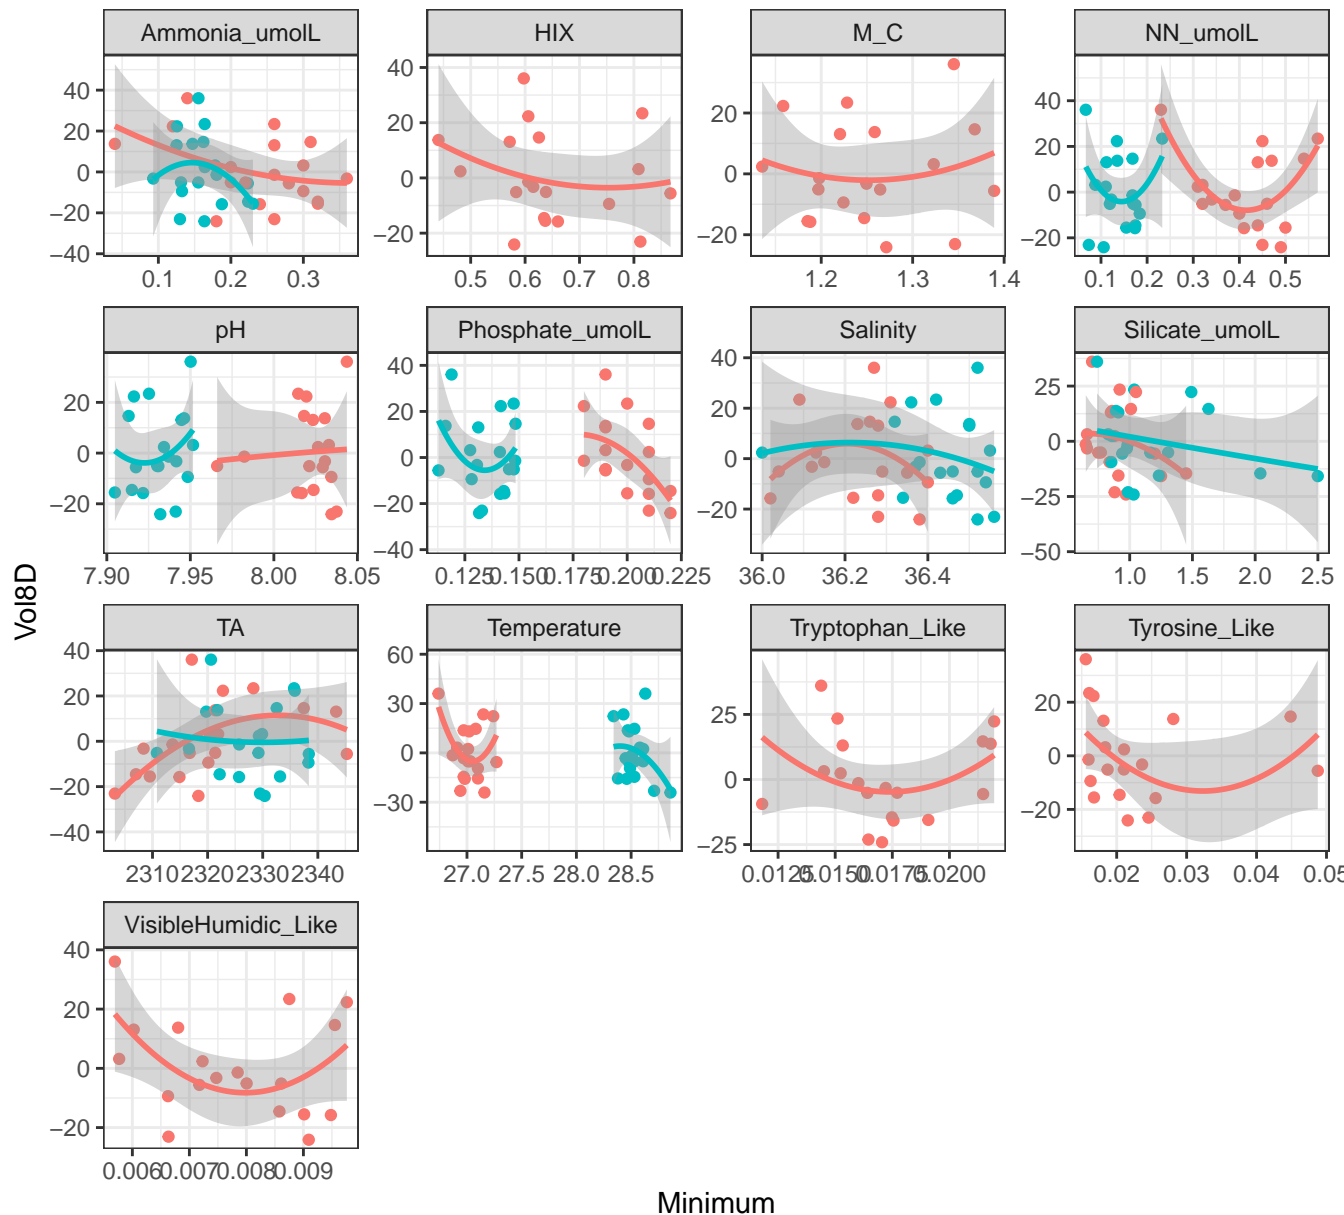 Ammonia_umolL HIX M_C NN_umolL
40 20 0 −20 −40
40 20 0 −20
20 0 −20
40 20 0 −20
0.1 0.2 0.3
0.5 0.6 0.7 0.8
1.2 1.3 1.4
0.1 0.2 0.3 0.4 0.5
pH Phosphate_umolL Salinity Silicate_umolL
20 0 −20
40 20 0 −20 −40
40 20 0 −20
25 0 −25 −50
7.90 7.95 8.00 8.05
0.125 0.150 0.175 0.200 0.225
36.0 36.2 36.4
1.0 1.5 2.0 2.5
Vol8D
TA Temperature Tryptophan_Like Tyrosine_Like
40 20 0 −20 −40
60 30 0 −30
25 0 −25
20 0 −20
2310 2320 2330 2340
27.0 27.5 28.0 28.5
0.0125 0.0150 0.0175 0.0200
0.02 0.03 0.04 0.05
VisibleHumidic_Like
40 20 0 −20
0.006 0.007 0.008 0.009
Minimum